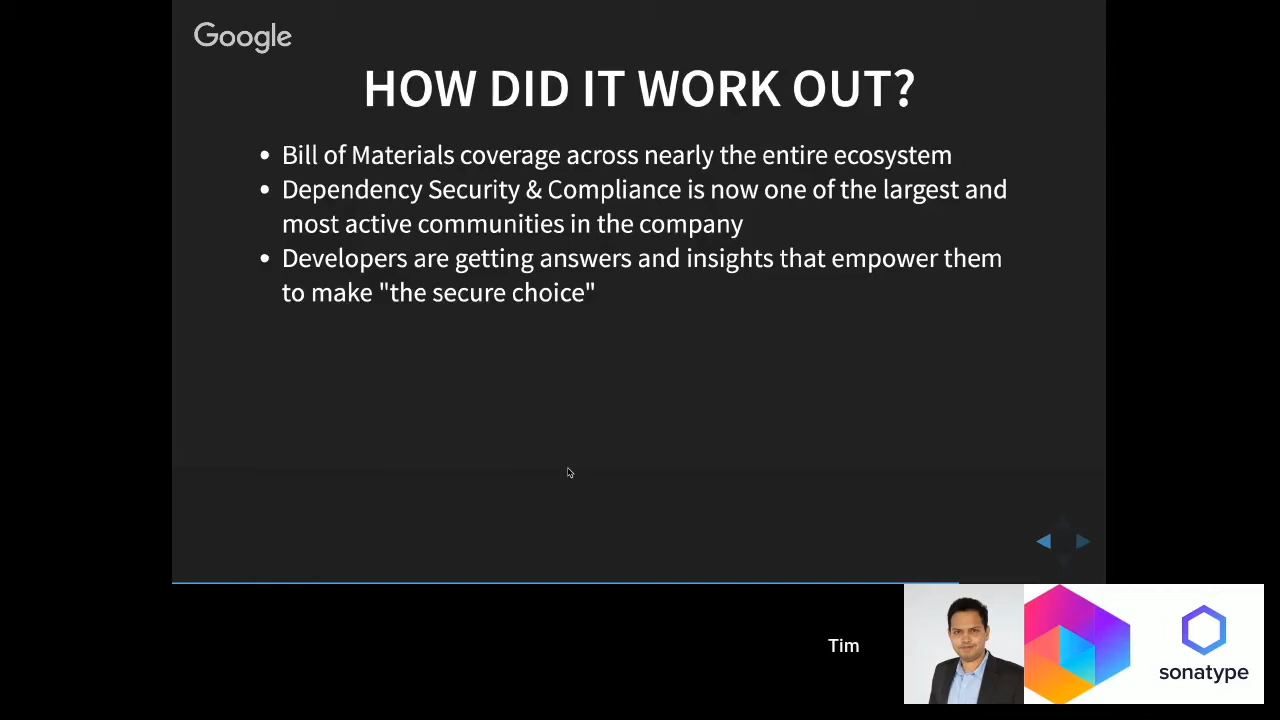 Google
HOW DID IT WORK OUT?
• Bill of Materials coverage across nearly the entire ecosystem
• Dependency Security & Compliance is now one of the largest and
most active communities in the company
• Developers are getting answers and insights that empower them
to make "the secure choice"
Tim
sonatype